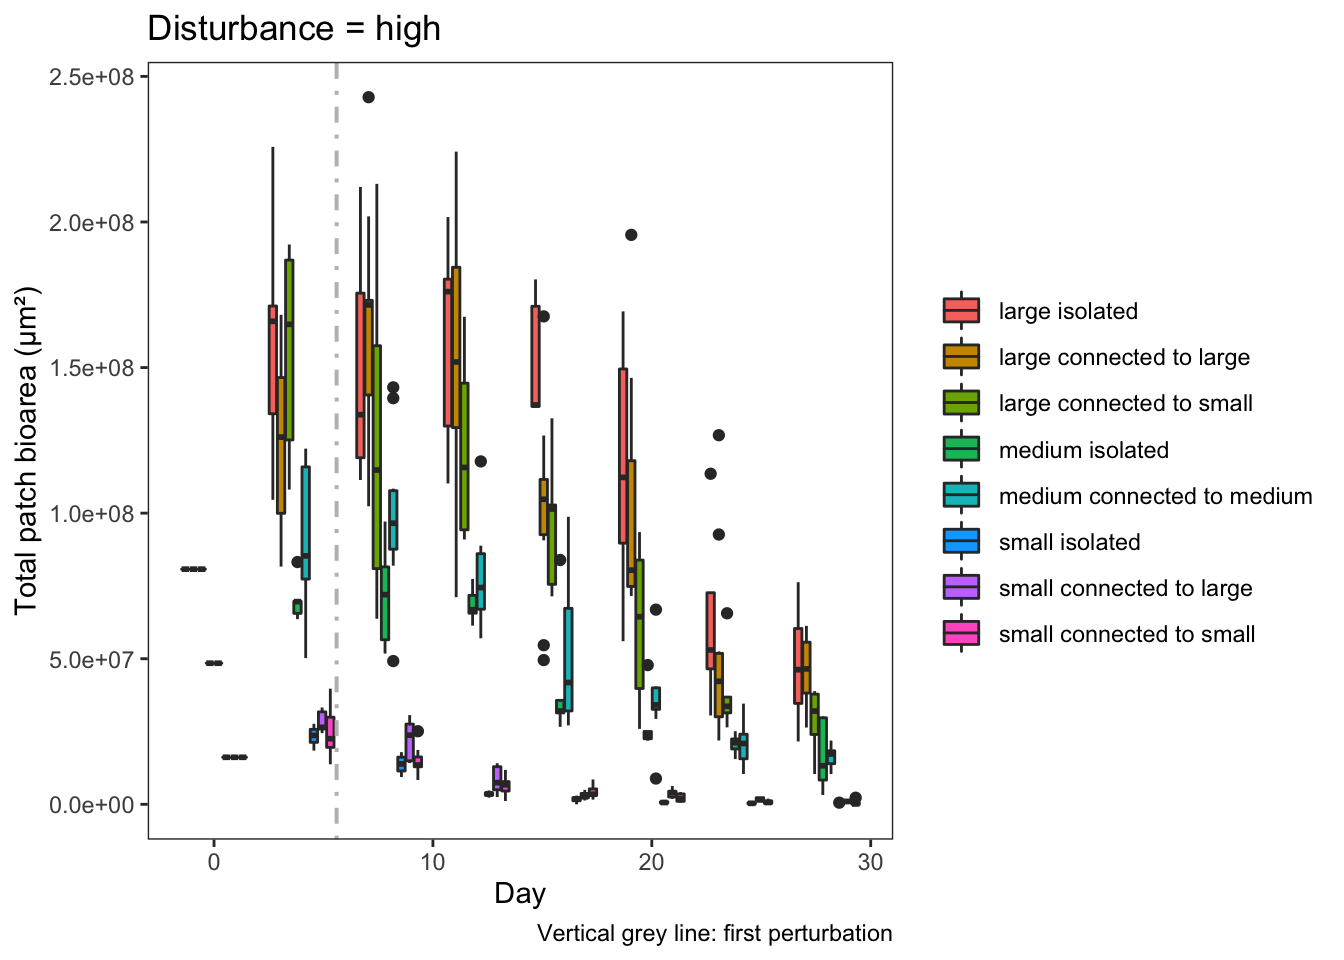 Disturbance = high
Total patch bioarea (µm²)
2.5e+08
2.0e+08
1.5e+08
1.0e+08
5.0e+07
0.0e+00
0 10 20 30
Day
Vertical grey line: first perturbation
large isolated
large connected to large
large connected to small
medium isolated
medium connected to medium
small isolated
small connected to large
small connected to small